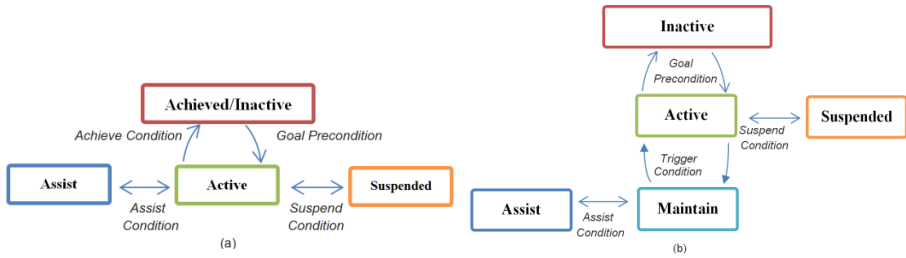 Achieved/Inactive
Achieve Condition
Goal Precondition
Assist
Active
Suspended
Assist
Condition
Suspend
Condition
(a)
Inactive
Goal
Precondition
Active
Suspended
Suspend
Condition
Trigger
Condition
Assist
Maintain
Assist
Condition
(b)